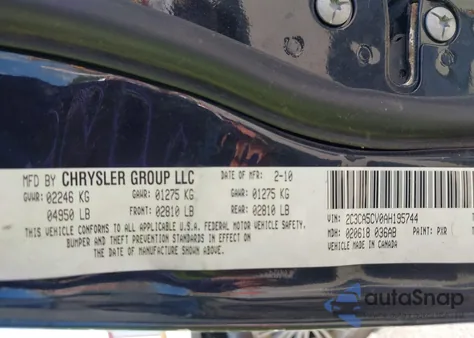 MFD BY CHRYSLER GROUP LLC DATE OF MFR: 2-10
GVWR: 02246 KG GAWR: 01275 KG GAWR: 01275 KG
04950 LB FRONT: 02810 LB REAR: 02810 LB
THIS VEHICLE CONFORMS TO ALL APPLICABLE U.S.A. FEDERAL MOTOR VEHICLE SAFETY,
BUMPER AND THEFT PREVENTION STANDARDS IN EFFECT ON
THE DATE OF MANUFACTURE SHOWN ABOVE.
VIN: 2C3CA5CV0AH195744
MDH: 020618 036AB PAINT: PXR
VEHICLE MADE IN CANADA
autoSnap